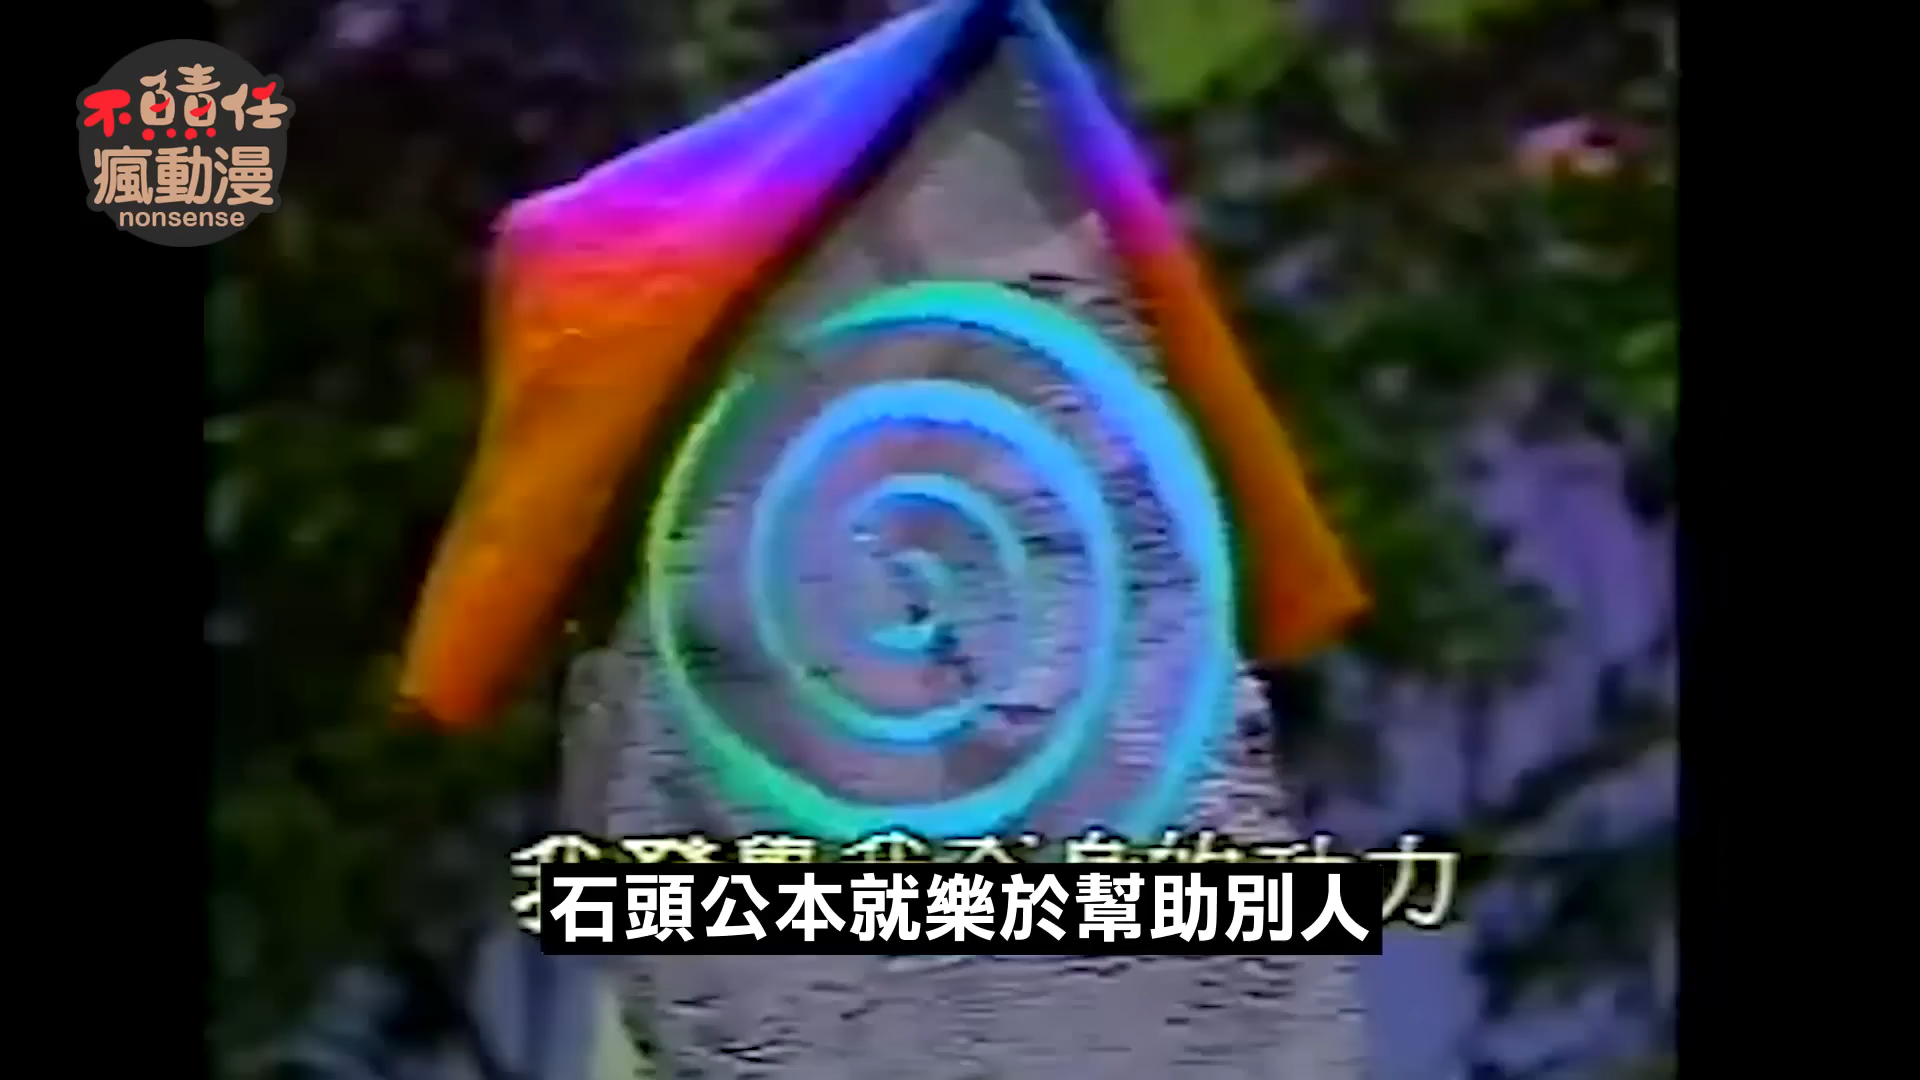 不負責任
瘋動漫
nonsense
力
石頭公本就樂於幫助別人